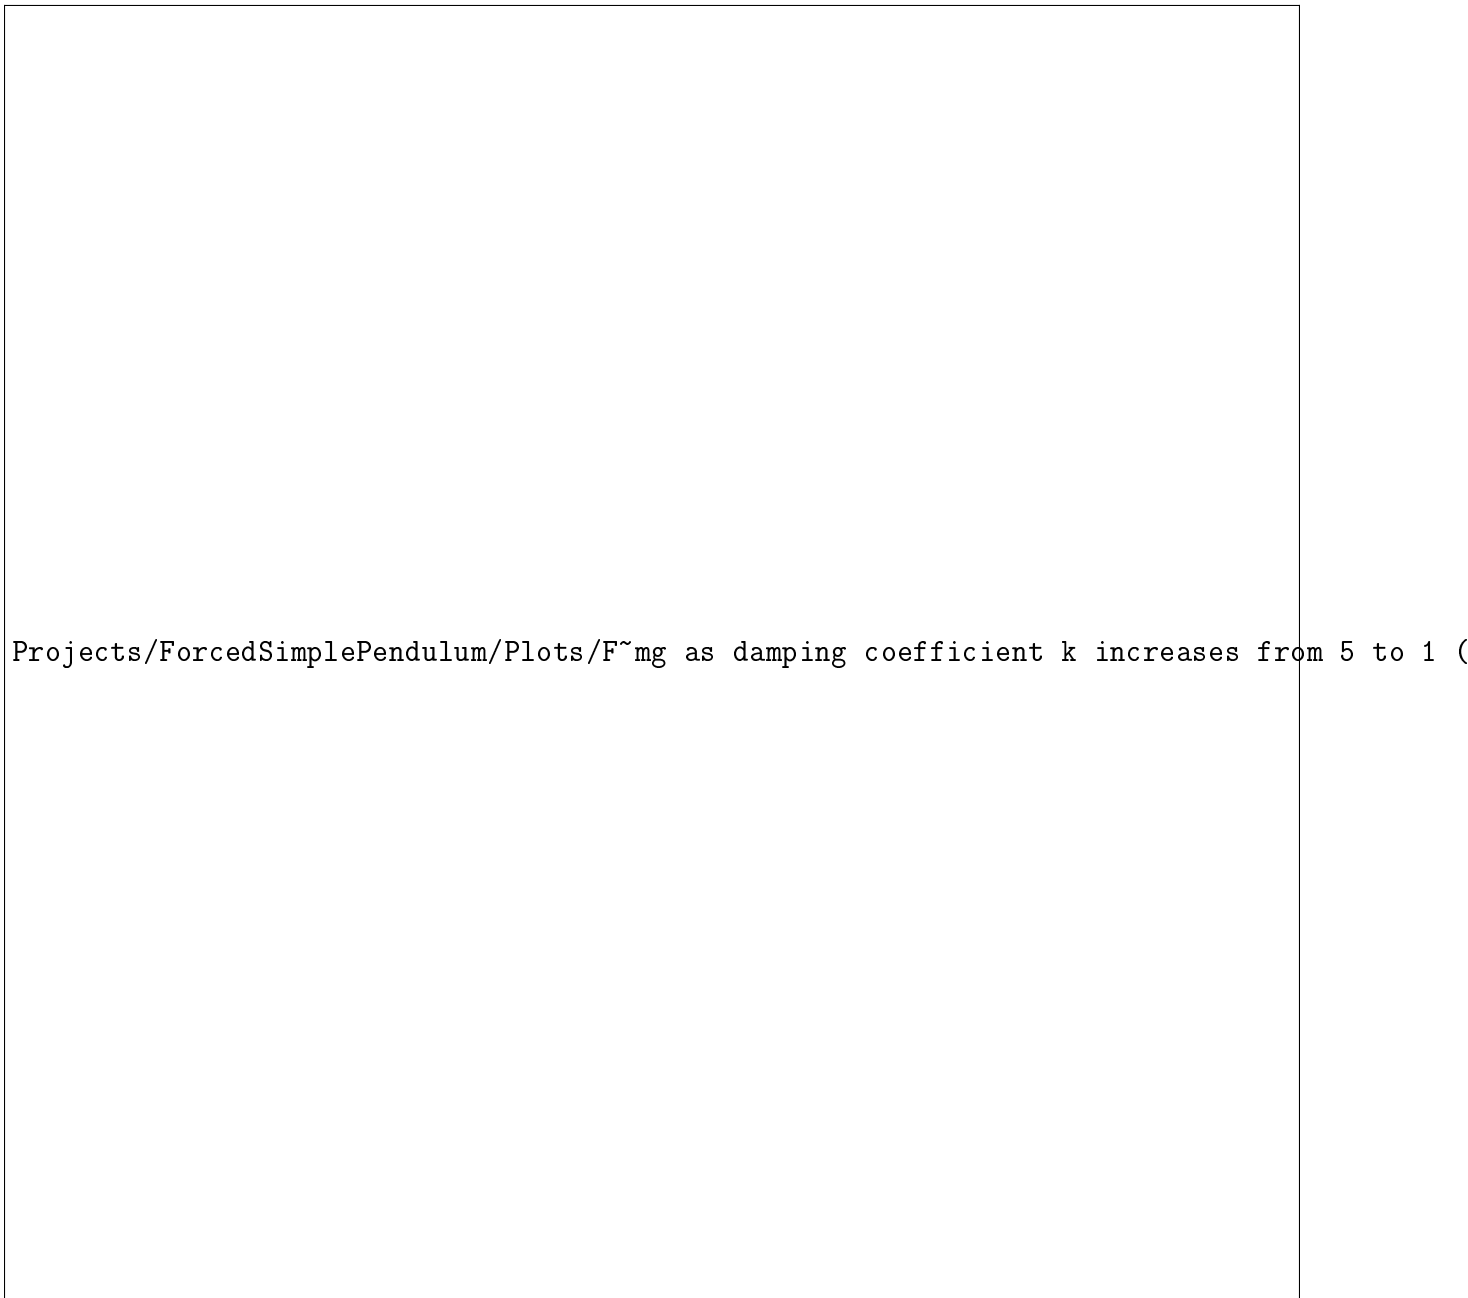 Projects/ForcedSimplePendulum/Plots/F~mg as damping coefficient k increases from 5 to 1 (